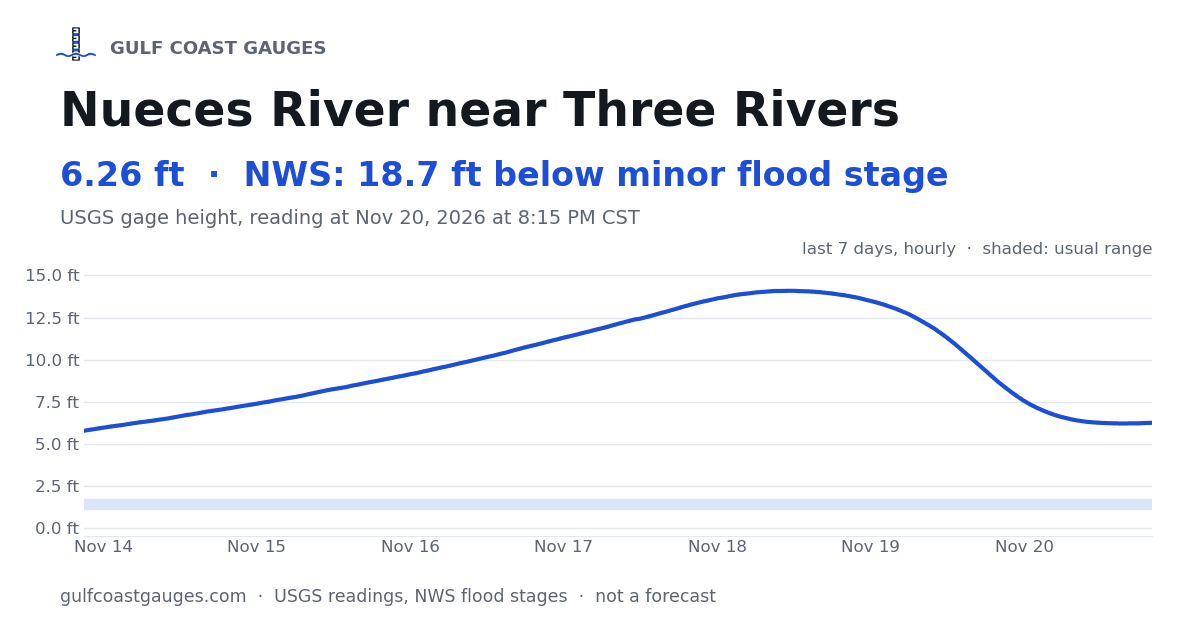 GULF COAST GAUGES
Nueces River near Three Rivers
6.26 ft · NWS: 18.7 ft below minor flood stage
USGS gage height, reading at Nov 20, 2026 at 8:15 PM CST
last 7 days, hourly · shaded: usual range
15.0 ft
12.5 ft
10.0 ft
7.5 ft
5.0 ft
2.5 ft
0.0 ft
Nov 14 Nov 15 Nov 16 Nov 17 Nov 18 Nov 19 Nov 20
gulfcoastgauges.com · USGS readings, NWS flood stages · not a forecast